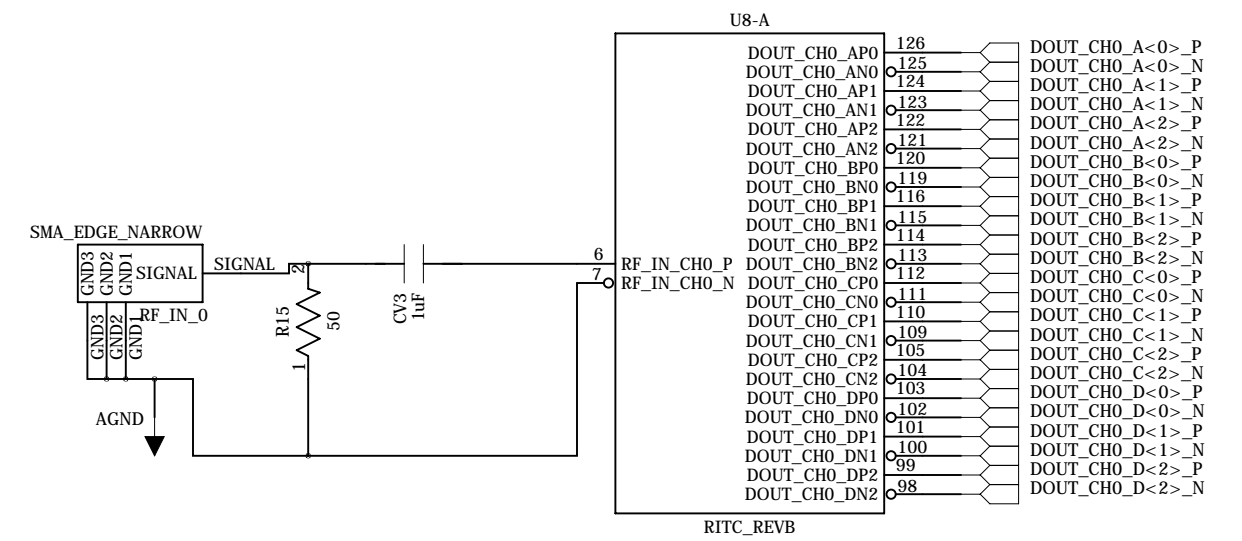 U8-A
DOUT_CH0_AP0 126 DOUT_CH0_A<0>_P
DOUT_CH0_AN0 125 DOUT_CH0_A<0>_N
DOUT_CH0_AP1 124 DOUT_CH0_A<1>_P
DOUT_CH0_AN1 123 DOUT_CH0_A<1>_N
DOUT_CH0_AP2 122 DOUT_CH0_A<2>_P
DOUT_CH0_AN2 121 DOUT_CH0_A<2>_N
DOUT_CH0_BP0 120 DOUT_CH0_B<0>_P
DOUT_CH0_BN0 119 DOUT_CH0_B<0>_N
DOUT_CH0_BP1 116 DOUT_CH0_B<1>_P
DOUT_CH0_BN1 115 DOUT_CH0_B<1>_N
DOUT_CH0_BP2 114 DOUT_CH0_B<2>_P
DOUT_CH0_BN2 113 DOUT_CH0_B<2>_N
DOUT_CH0_CP0 112 DOUT_CH0_C<0>_P
DOUT_CH0_CN0 111 DOUT_CH0_C<0>_N
DOUT_CH0_CP1 110 DOUT_CH0_C<1>_P
DOUT_CH0_CN1 109 DOUT_CH0_C<1>_N
DOUT_CH0_CP2 105 DOUT_CH0_C<2>_P
DOUT_CH0_CN2 104 DOUT_CH0_C<2>_N
DOUT_CH0_DP0 103 DOUT_CH0_D<0>_P
DOUT_CH0_DN0 102 DOUT_CH0_D<0>_N
DOUT_CH0_DP1 101 DOUT_CH0_D<1>_P
DOUT_CH0_DN1 100 DOUT_CH0_D<1>_N
DOUT_CH0_DP2 99 DOUT_CH0_D<2>_P
DOUT_CH0_DN2 98 DOUT_CH0_D<2>_N
6 RF_IN_CH0_P
7 RF_IN_CH0_N
RITC_REVB
SMA_EDGE_NARROW
GND3
GND2
GND1
SIGNAL
SIGNAL
RF_IN_0
GND3
GND2
GND1
AGND
2
R15
50
1
CV3
1uF